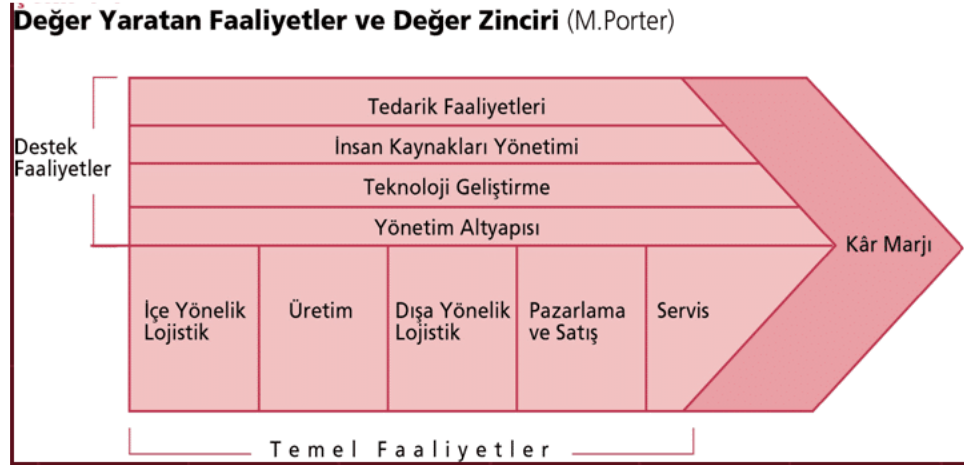 Değer Yaratan Faaliyetler ve Değer Zinciri (M.Porter)
Destek
Faaliyetler
Tedarik Faaliyetleri
İnsan Kaynakları Yönetimi
Teknoloji Geliştirme
Yönetim Altyapısı
İçe Yönelik
Lojistik
Üretim
Dışa Yönelik
Lojistik
Pazarlama
ve Satış
Servis
Kâr Marjı
Temel Faaliyetler